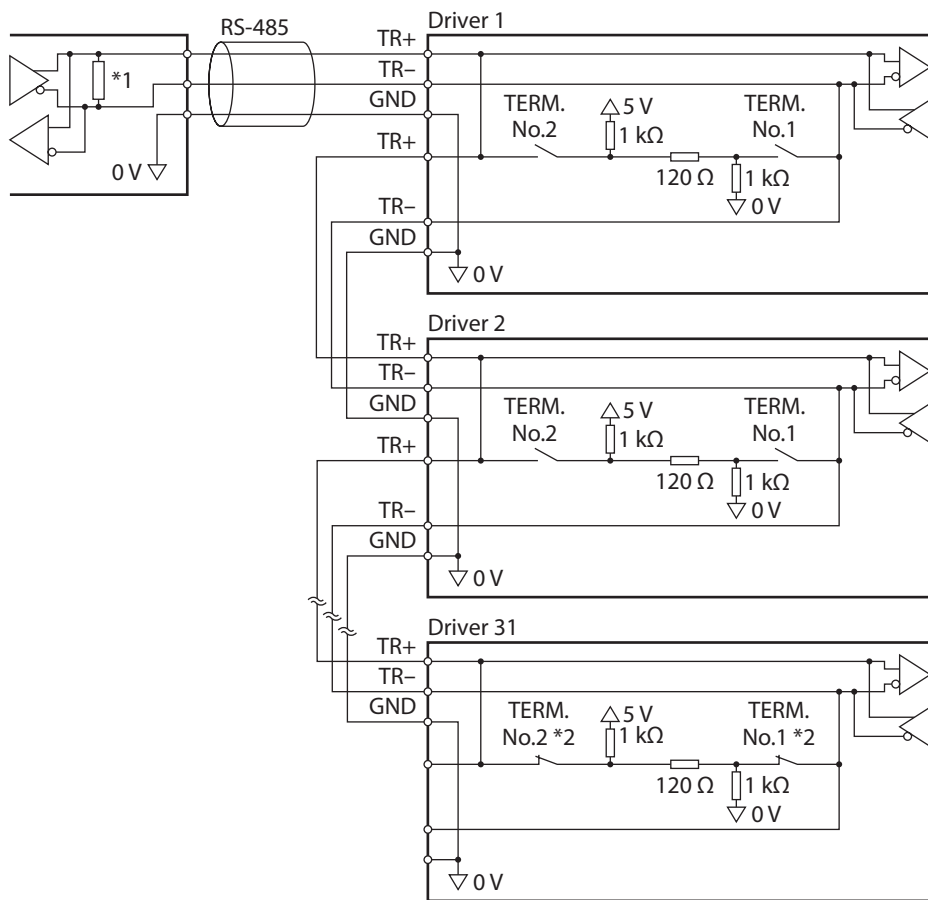 RS-485
*1
0 V
Driver 1
TR+
TR–
GND
TR+
TR–
GND
TERM.
No.2
5 V
1 kΩ
120 Ω
1 kΩ
0 V
TERM.
No.1
0 V
Driver 2
TR+
TR–
GND
TR+
TR–
GND
TERM.
No.2
5 V
1 kΩ
120 Ω
1 kΩ
0 V
TERM.
No.1
0 V
Driver 31
TR+
TR–
GND
TERM.
No.2 *2
5 V
1 kΩ
120 Ω
1 kΩ
0 V
TERM.
No.1 *2
0 V